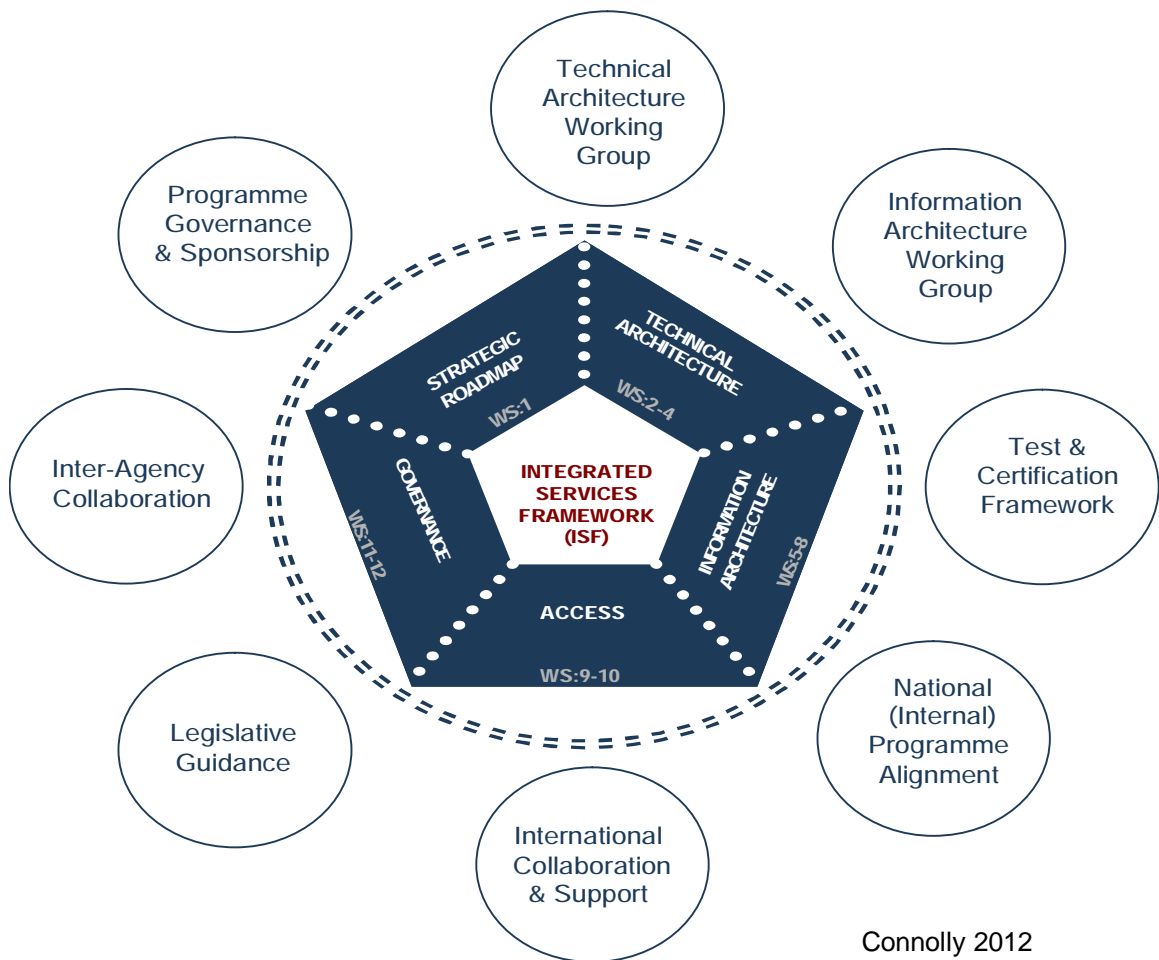 Technical
Architecture
Working
Group
Programme
Governance
& Sponsorship
Information
Architecture
Working
Group
STRATEGIC
ROADMAP
WS:1
TECHNICAL
ARCHITECTURE
WS:2-4
Inter-Agency
Collaboration
GOVERNANCE
WS:11-12
INTEGRATED
SERVICES
FRAMEWORK
(ISF)
INFORMATION
ARCHITECTURE
WS:5-8
Test &
Certification
Framework
ACCESS
WS:9-10
Legislative
Guidance
National
(Internal)
Programme
Alignment
International
Collaboration
& Support
Connolly 2012